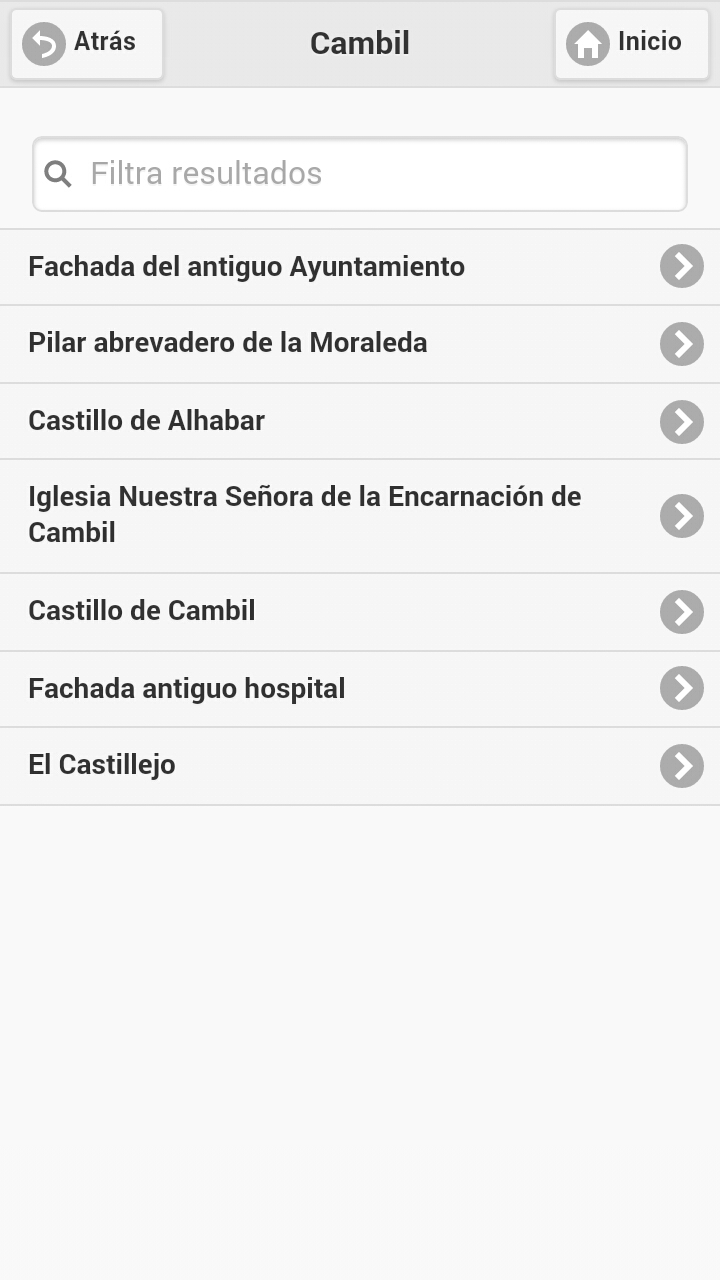 Atrás
Cambil
Inicio
Filtra resultados
Fachada del antiguo Ayuntamiento
Pilar abrevadero de la Moraleda
Castillo de Alhabar
Iglesia Nuestra Señora de la Encarnación de
Cambil
Castillo de Cambil
Fachada antiguo hospital
El Castillejo